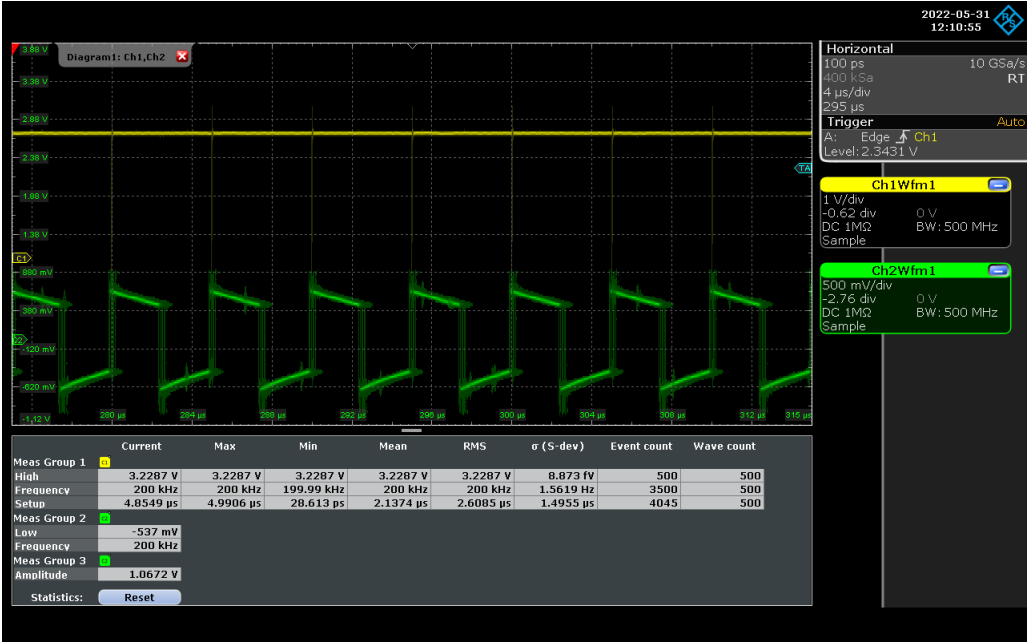 2022-05-31
12:10:55
Diagram1: Ch1,Ch2
3.88 V
3.38 V
2.88 V
2.38 V
1.88 V
1.38 V
880 mV
380 mV
-120 mV
-620 mV
-1.12 V
TA
C1
280 µs 284 µs 288 µs 292 µs 296 µs 300 µs 304 µs 308 µs 312 µs 315 µs
Horizontal
100 ps 10 GSa/s
400 kSa RT
4 µs/div
295 µs
Trigger Auto
A: Edge Ch1
Level: 2.3431 V
Ch1Wfm1
1 V/div
-0.62 div 0 V
DC 1MΩ BW: 500 MHz
Sample
Ch2Wfm1
500 mV/div
-2.76 div 0 V
DC 1MΩ BW: 500 MHz
Sample
Current Max Min Mean RMS σ (S-dev) Event count Wave count
Meas Group 1
High 3.2287 V 3.2287 V 3.2287 V 3.2287 V 3.2287 V 8.873 fV 500 500
Frequency 200 kHz 200 kHz 199.99 kHz 200 kHz 200 kHz 1.5619 Hz 3500 500
Setup 4.8549 µs 4.9906 µs 28.613 ps 2.1374 µs 2.6085 µs 1.4955 µs 4045 500
Meas Group 2
Low -537 mV
Frequency 200 kHz
Meas Group 3
Amplitude 1.0672 V
Statistics: Reset